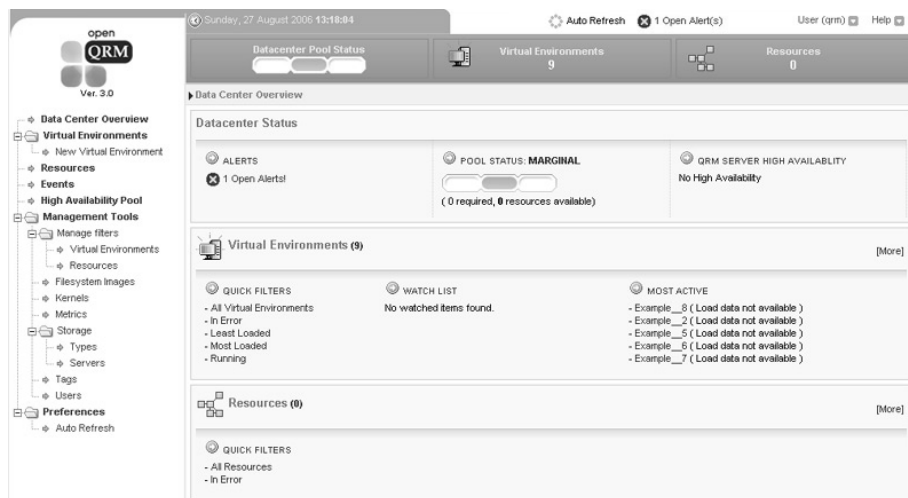 open
QRM
Ver. 3.0
Sunday, 27 August 2006 13:18:04
Auto Refresh
1 Open Alert(s)
User (qrm)
Help
Datacenter Pool Status
Virtual Environments
9
Resources
0
Data Center Overview
Virtual Environments
New Virtual Environment
Resources
Events
High Availability Pool
Management Tools
Manage filters
Virtual Environments
Resources
Filesystem Images
Kernels
Metrics
Storage
Types
Servers
Tags
Users
Preferences
Auto Refresh
Data Center Overview
Datacenter Status
ALERTS
1 Open Alerts!
POOL STATUS: MARGINAL
( 0 required, 0 resources available)
QRM SERVER HIGH AVAILABLITY
No High Availability
Virtual Environments (9)
[More]
QUICK FILTERS
- All Virtual Environments
- In Error
- Least Loaded
- Most Loaded
- Running
WATCH LIST
No watched items found.
MOST ACTIVE
- Example__8 ( Load data not available )
- Example__2 ( Load data not available )
- Example__5 ( Load data not available )
- Example__6 ( Load data not available )
- Example__7 ( Load data not available )
Resources (0)
[More]
QUICK FILTERS
- All Resources
- In Error